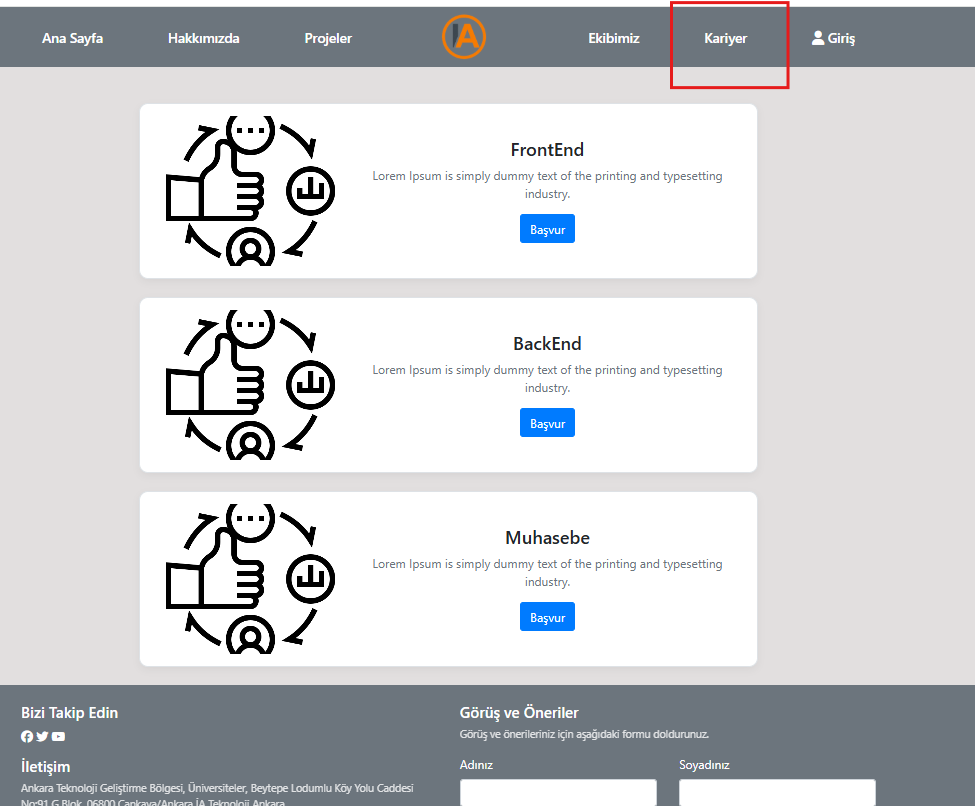 Ana Sayfa Hakkımızda Projeler IA Ekibimiz Kariyer Giriş
FrontEnd
Lorem Ipsum is simply dummy text of the printing and typesetting
industry.
Başvur
BackEnd
Lorem Ipsum is simply dummy text of the printing and typesetting
industry.
Başvur
Muhasebe
Lorem Ipsum is simply dummy text of the printing and typesetting
industry.
Başvur
Bizi Takip Edin
İletişim
Ankara Teknoloji Geliştirme Bölgesi, Üniversiteler, Beytepe Lodumlu Köy Yolu Caddesi
No:91 G Blok, 06800 Çankaya/Ankara İA Teknoloji Ankara
Görüş ve Öneriler
Görüş ve önerileriniz için aşağıdaki formu doldurunuz.
Adınız Soyadınız